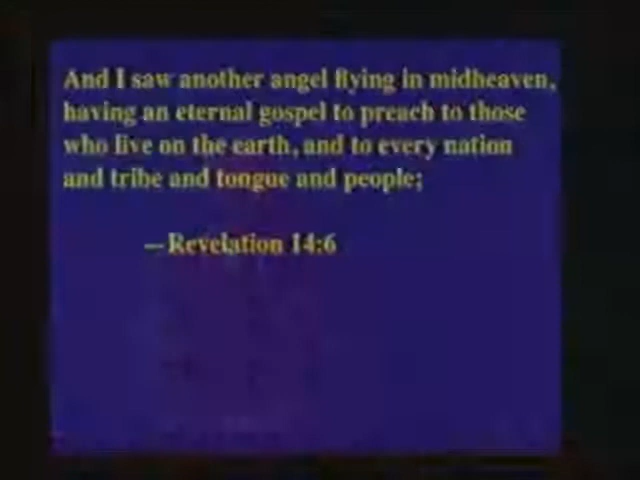 And I saw another angel flying in midheaven,
having an eternal gospel to preach to those
who live on the earth, and to every nation
and tribe and tongue and people;
—Revelation 14:6